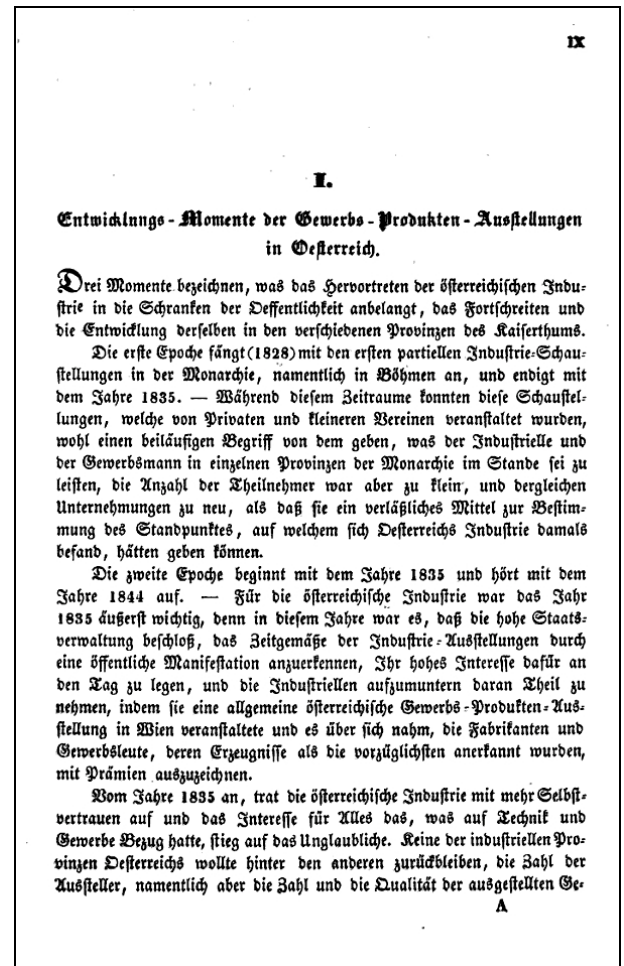 IX
I.
Entwicklungs-Momente der Gewerbs-Produkten-Ausstellungen
in Oesterreich.
Drei Momente bezeichnen, was das Hervortreten der österreichischen Indu-
strie in die Schranken der Oeffentlichkeit anbelangt, das Fortschreiten und
die Entwicklung derselben in den verschiedenen Provinzen des Kaiserthums.
Die erste Epoche fängt (1828) mit den ersten partiellen Industrie-Schau-
stellungen in der Monarchie, namentlich in Böhmen an, und endigt mit
dem Jahre 1835. — Während diesem Zeitraume konnten diese Schaustel-
lungen, welche von Privaten und kleineren Vereinen veranstaltet wurden,
wohl einen beiläufigen Begriff von dem geben, was der Industrielle und
der Gewerbsmann in einzelnen Provinzen der Monarchie im Stande sei zu
leisten, die Anzahl der Theilnehmer war aber zu klein, und dergleichen
Unternehmungen zu neu, als daß sie ein verläßliches Mittel zur Bestim-
mung des Standpunktes, auf welchem sich Oesterreichs Industrie damals
befand, hätten geben können.
Die zweite Epoche beginnt mit dem Jahre 1835 und hört mit dem
Jahre 1844 auf. — Für die österreichische Industrie war das Jahr
1835 äußerst wichtig, denn in diesem Jahre war es, daß die hohe Staats-
verwaltung beschloß, das Zeitgemäße der Industrie-Ausstellungen durch
eine öffentliche Manifestation anzuerkennen, Ihr hohes Interesse dafür an
den Tag zu legen, und die Industriellen aufzumuntern daran Theil zu
nehmen, indem sie eine allgemeine österreichische Gewerbs-Produkten-Aus-
stellung in Wien veranstaltete und es über sich nahm, die Fabrikanten und
Gewerbsleute, deren Erzeugnisse als die vorzüglichsten anerkannt wurden,
mit Prämien auszuzeichnen.
Vom Jahre 1835 an, trat die österreichische Industrie mit mehr Selbst-
vertrauen auf und das Interesse für Alles das, was auf Technik und
Gewerbe Bezug hatte, stieg auf das Unglaubliche. Keine der industriellen Pro-
vinzen Oesterreichs wollte hinter den anderen zurückbleiben, die Zahl der
Aussteller, namentlich aber die Zahl und die Qualität der ausgestellten Ge-
A